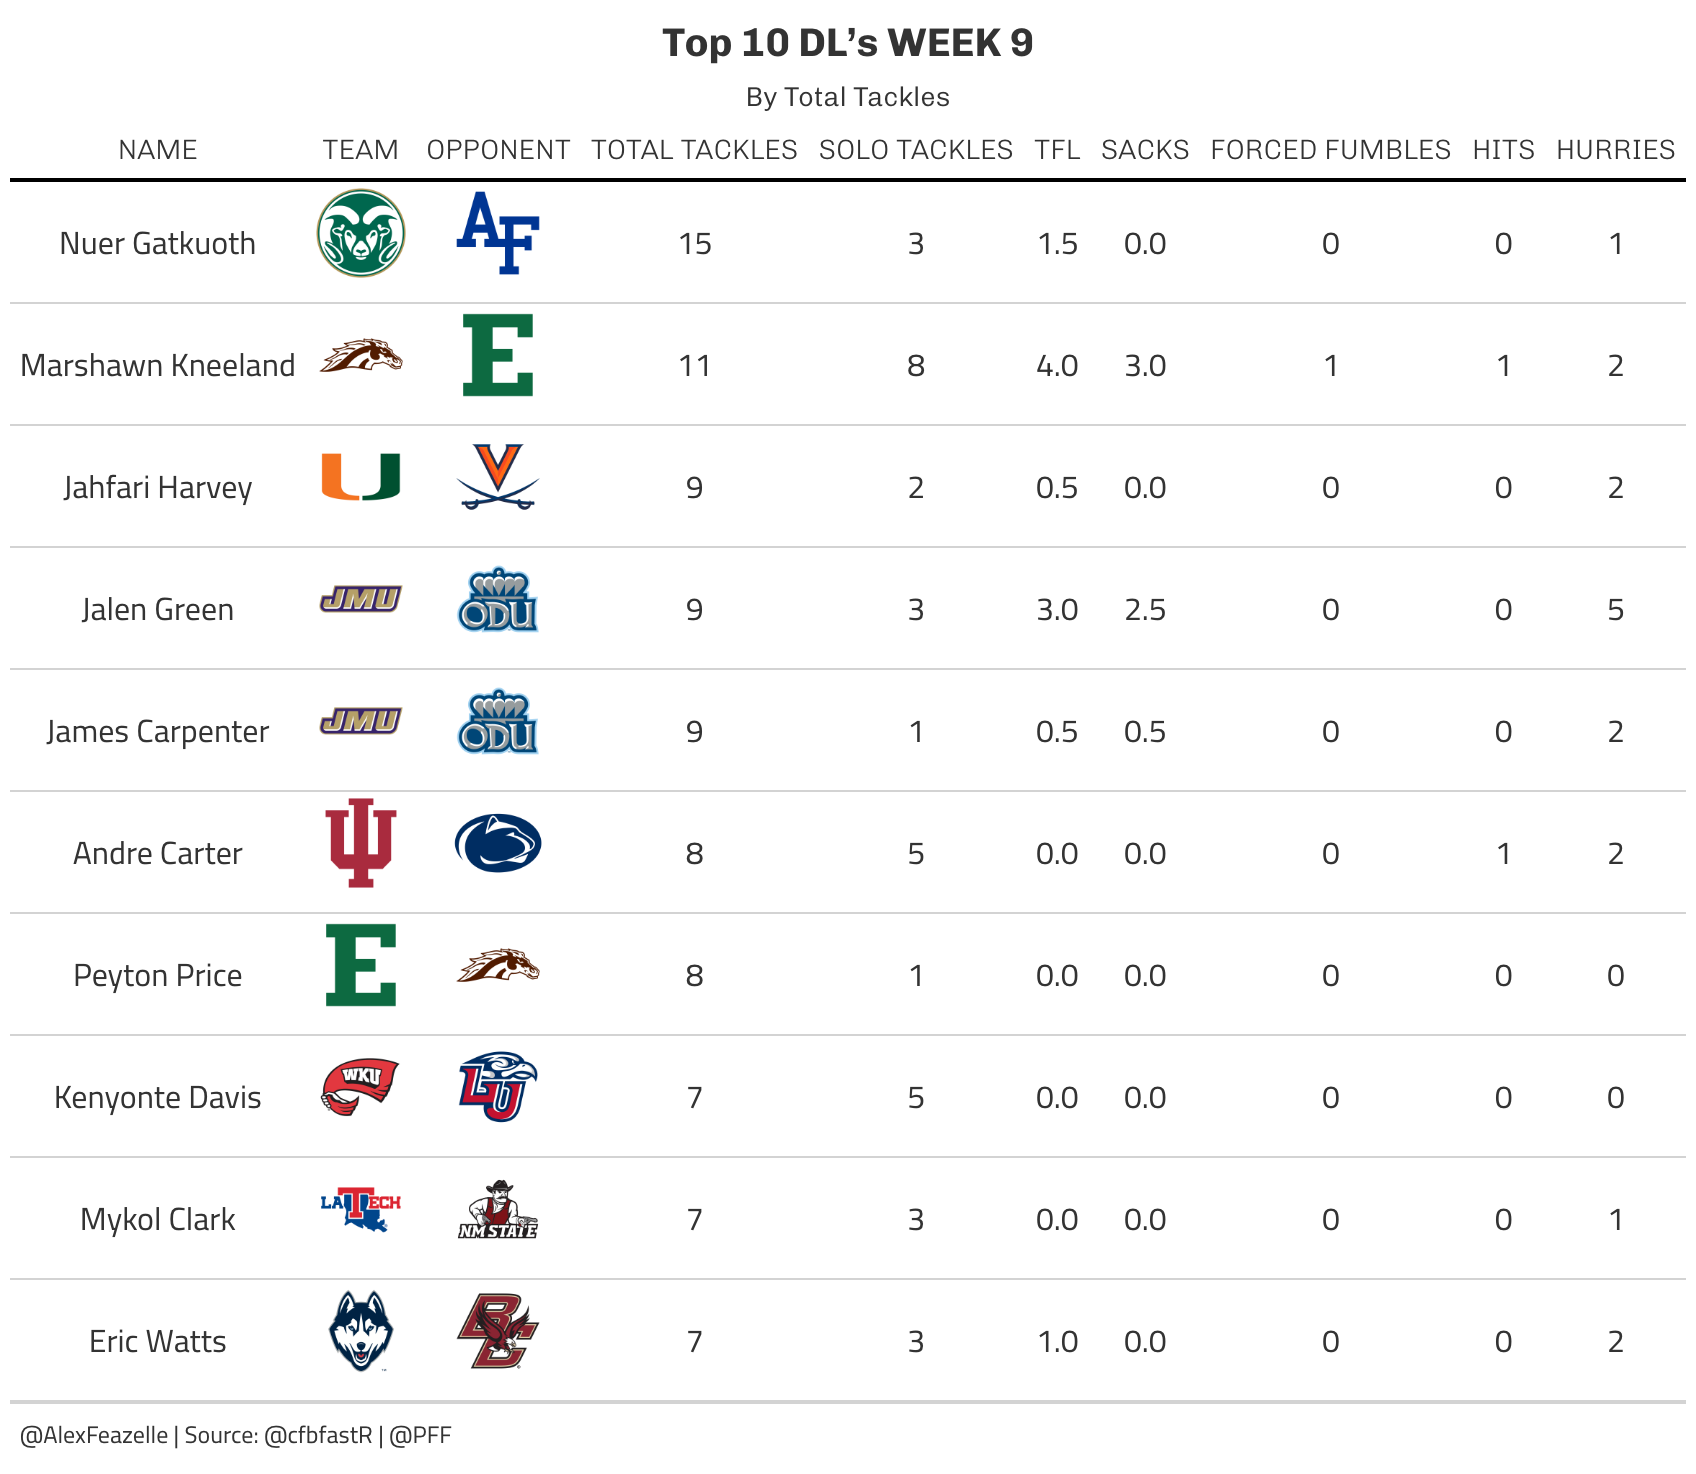 Top 10 DL’s WEEK 9
By Total Tackles
NAME TEAM OPPONENT TOTAL TACKLES SOLO TACKLES TFL SACKS FORCED FUMBLES HITS HURRIES
Nuer Gatkuoth AF 15 3 1.5 0.0 0 0 1
Marshawn Kneeland E 11 8 4.0 3.0 1 1 2
Jahfari Harvey U V 9 2 0.5 0.0 0 0 2
Jalen Green JMU ODU 9 3 3.0 2.5 0 0 5
James Carpenter JMU ODU 9 1 0.5 0.5 0 0 2
Andre Carter IU 8 5 0.0 0.0 0 1 2
Peyton Price E 8 1 0.0 0.0 0 0 0
Kenyonte Davis WKU LU 7 5 0.0 0.0 0 0 0
Mykol Clark LA TECH NM STATE 7 3 0.0 0.0 0 0 1
Eric Watts BC 7 3 1.0 0.0 0 0 2
@AlexFeazelle | Source: @cfbfastR | @PFF